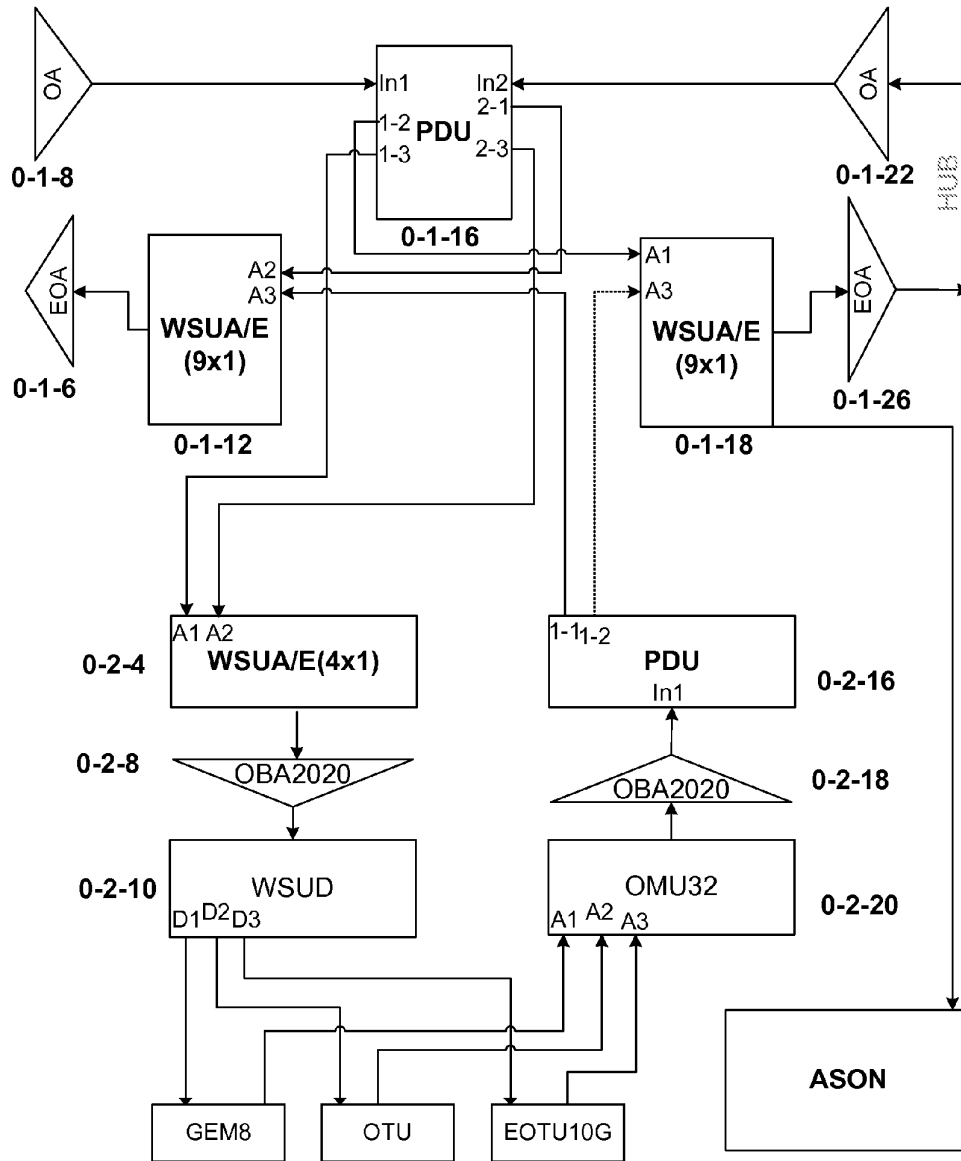 OA
In1
In2
OA
1-2
2-1
PDU
1-3
2-3
0-1-8
0-1-22
HUB
0-1-16
EOA
A2
A3
A1
A3
EOA
WSUA/E
(9x1)
WSUA/E
(9x1)
0-1-6
0-1-26
0-1-12
0-1-18
A1 A2
1-1
1-2
0-2-4
WSUA/E(4x1)
PDU
0-2-16
In1
0-2-8
OBA2020
OBA2020
0-2-18
0-2-10
WSUD
OMU32
0-2-20
D1 D2 D3
A1 A2 A3
ASON
GEM8
OTU
EOTU10G